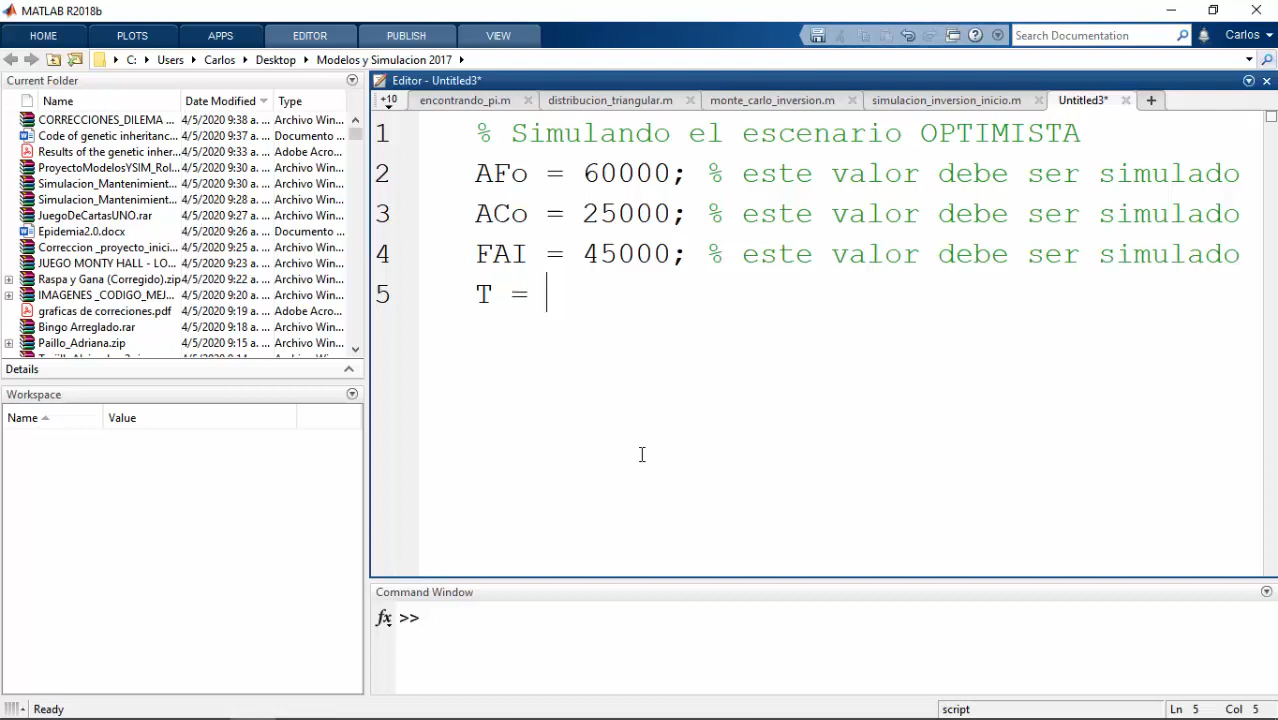 MATLAB R2018b
HOME PLOTS APPS EDITOR PUBLISH VIEW Search Documentation Carlos
C: Users Carlos Desktop Modelos y Simulacion 2017
Current Folder
Name Date Modified Type
CORRECCIONES_DILEMA ... 4/5/2020 9:38 a. ... Archivo Win...
Code of genetic inheritanc... 4/5/2020 9:37 a. ... Documento ...
Results of the genetic inher... 4/5/2020 9:33 a. ... Adobe Acro...
ProyectoModelosYSIM_Rol... 4/5/2020 9:31 a. ... Archivo Win...
Simulacion_Mantenimient... 4/5/2020 9:29 a. ... Archivo Win...
Simulacion_Mantenimient... 4/5/2020 9:28 a. ... Archivo Win...
JuegoDeCartasUNO.rar 4/5/2020 9:27 a. ... Archivo Win...
Epidemia2.0.docx 4/5/2020 9:26 a. ... Documento ...
Correccion _proyecto_inici... 4/5/2020 9:25 a. ... Archivo Win...
JUEGO MONTY HALL - LO... 4/5/2020 9:23 a. ... Archivo Win...
Raspa y Gana (Corregido).zip 4/5/2020 9:21 a. ... Archivo Win...
IMAGENES _CODIGO_MEJ... 4/5/2020 9:20 a. ... Archivo Win...
graficas de correciones.pdf 4/5/2020 9:19 a. ... Adobe Acro...
Bingo Arreglado.rar 4/5/2020 9:17 a. ... Archivo Win...
Paillo_Adriana.zip 4/5/2020 9:15 a. ... Archivo Win...
Details
Workspace
Name Value
Editor - Untitled3*
+10 encontrando_pi.m distribucion_triangular.m monte_carlo_inversion.m simulacion_inversion_inicio.m Untitled3*
1 % Simulando el escenario OPTIMISTA
2 AFo = 60000; % este valor debe ser simulado
3 ACo = 25000; % este valor debe ser simulado
4 FAI = 45000; % este valor debe ser simulado
5 T =
Command Window
fx >>
Ready script Ln 5 Col 5